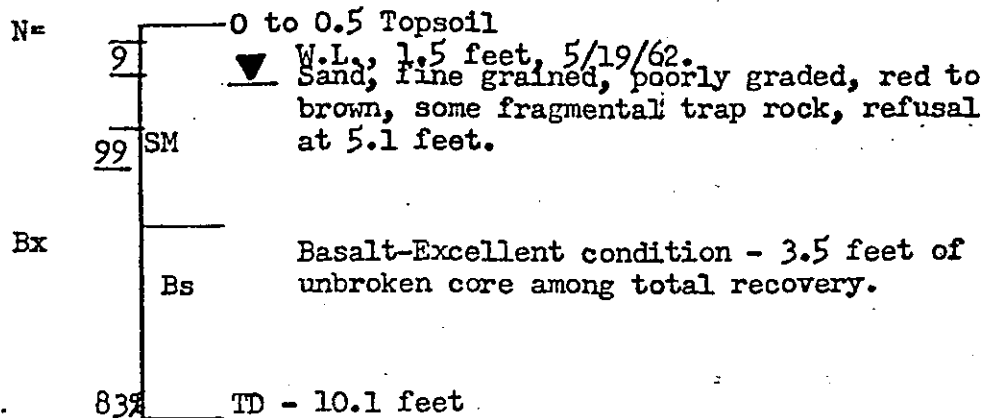 N= 0 to 0.5 Topsoil
9 W.L., 1.5 feet, 5/19/62.
Sand, fine grained, poorly graded, red to
brown, some fragmental trap rock, refusal
99 SM at 5.1 feet.
Bx Basalt-Excellent condition - 3.5 feet of
Bs unbroken core among total recovery.
83% TD - 10.1 feet